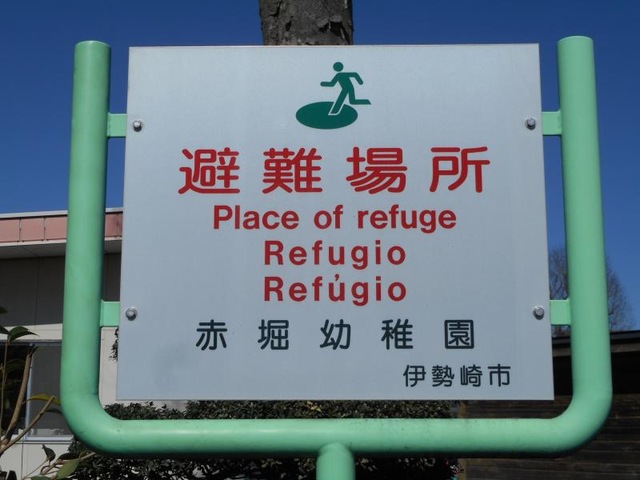 避難場所
Place of refuge
Refugio
Refúgio
赤堀幼稚園
伊勢崎市